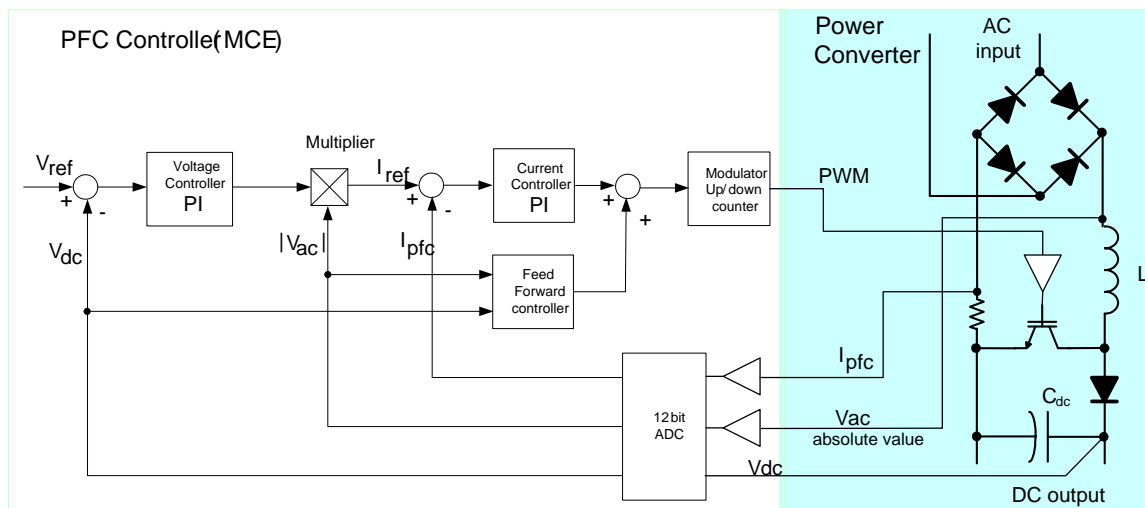 PFC Controller(MCE)
Power
Converter
AC
input
Multiplier
Vref
+
-
Voltage
Controller
PI
Iref
+
-
Current
Controller
PI
+
+
Modulator
Up/down
counter
PWM
Vdc
|Vac|
Ipfc
Feed
Forward
controller
L
12bit
ADC
Ipfc
Vac
absolute value
Vdc
Cdc
DC output